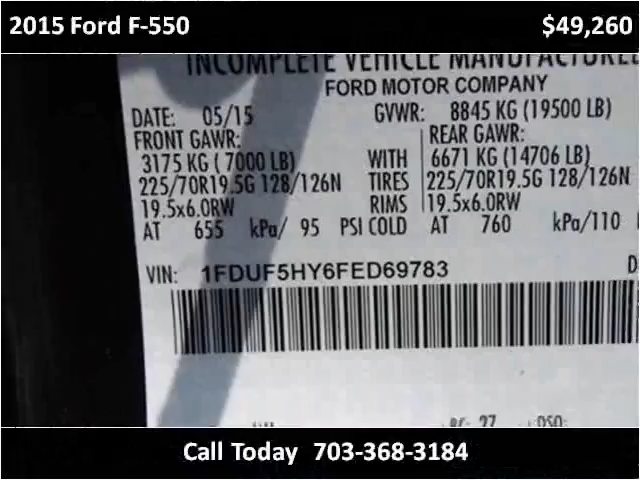 2015 Ford F-550 $49,260
INCOMPLETE VEHICLE MANUFACTURED
FORD MOTOR COMPANY
DATE: 05/15 GVWR: 8845 KG (19500 LB)
FRONT GAWR: REAR GAWR:
3175 KG ( 7000 LB) WITH 6671 KG (14706 LB)
225/70R19.5G 128/126N TIRES 225/70R19.5G 128/126N
19.5x6.0RW RIMS 19.5x6.0RW
AT 655 kPa/ 95 PSI COLD AT 760 kPa/110
VIN: 1FDUF5HY6FED69783
Call Today 703-368-3184